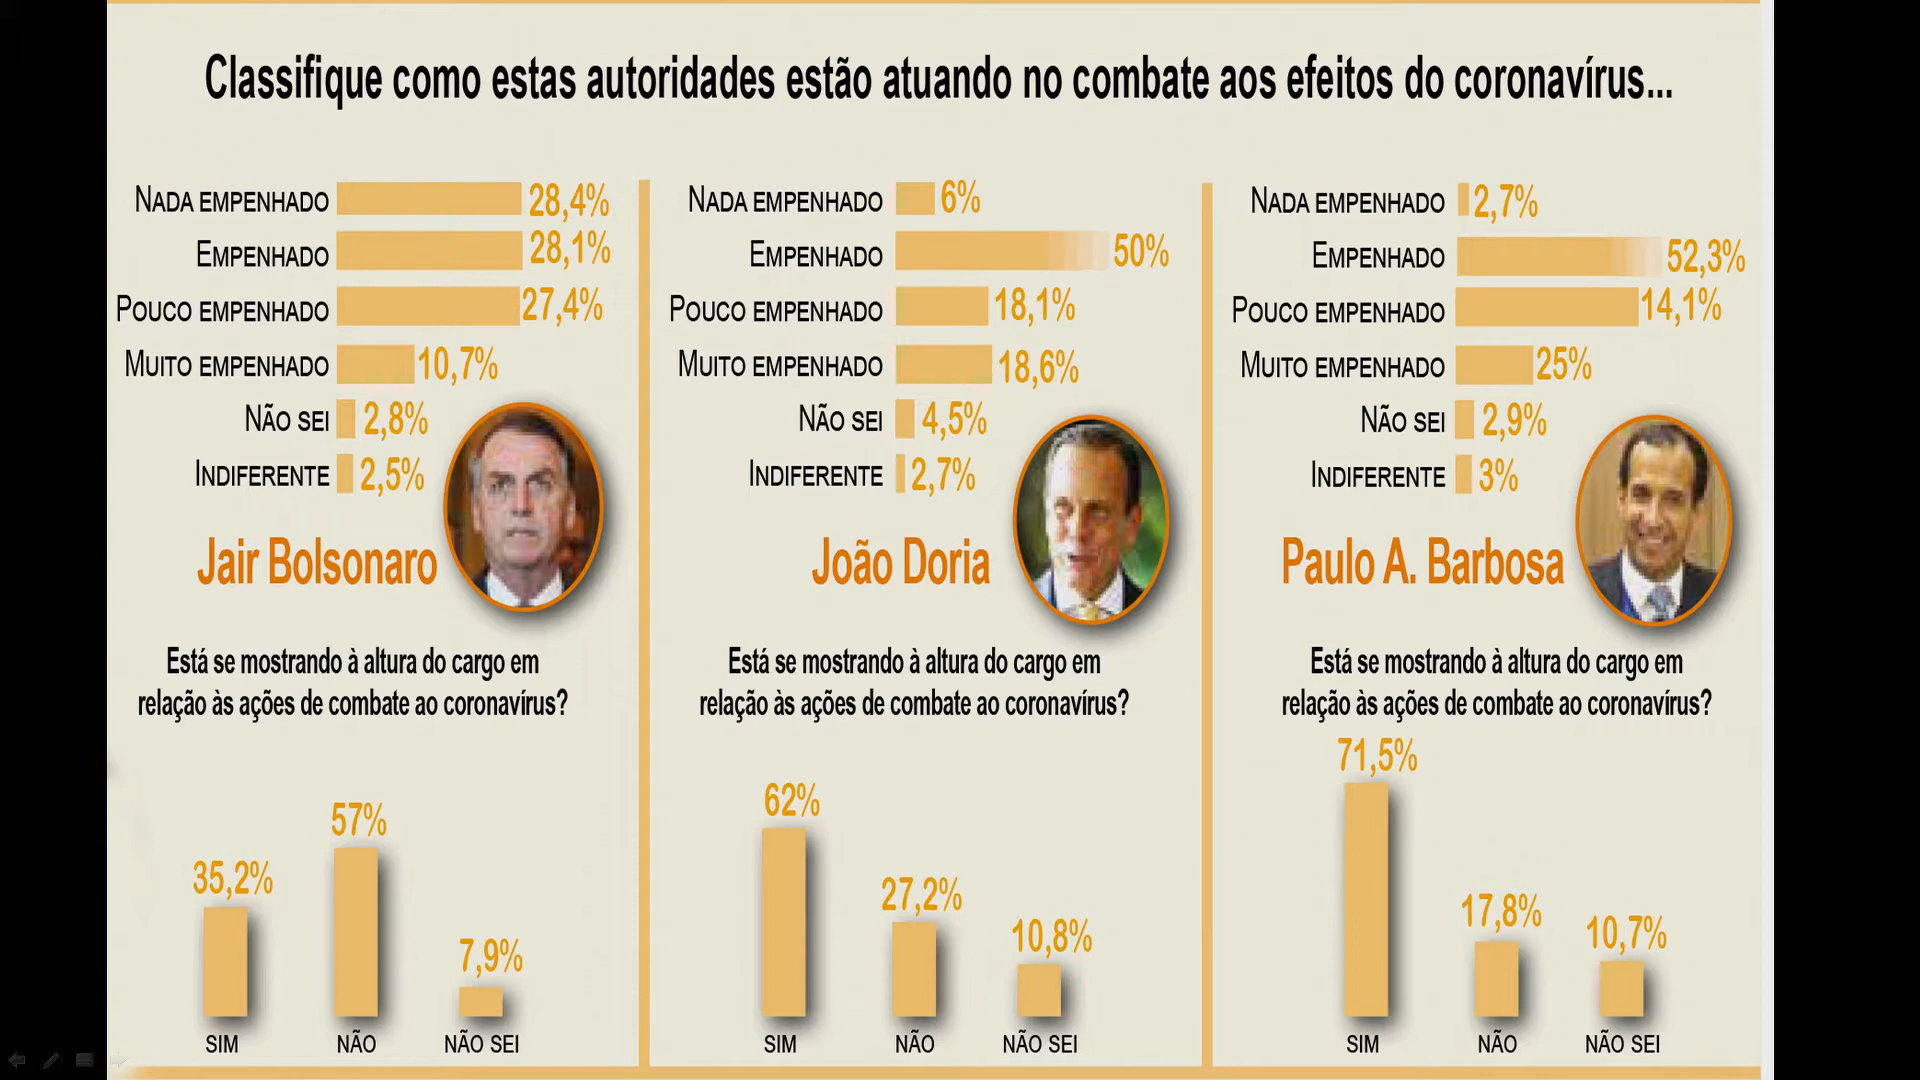 Classifique como estas autoridades estão atuando no combate aos efeitos do coronavírus...
NADA EMPENHADO 28,4%
EMPENHADO 28,1%
POUCO EMPENHADO 27,4%
MUITO EMPENHADO 10,7%
NÃO SEI 2,8%
INDIFERENTE 2,5%
Jair Bolsonaro
Está se mostrando à altura do cargo em
relação às ações de combate ao coronavírus?
35,2%
57%
7,9%
SIM
NÃO
NÃO SEI
NADA EMPENHADO 6%
EMPENHADO 50%
POUCO EMPENHADO 18,1%
MUITO EMPENHADO 18,6%
NÃO SEI 4,5%
INDIFERENTE 2,7%
João Doria
Está se mostrando à altura do cargo em
relação às ações de combate ao coronavírus?
62%
27,2%
10,8%
SIM
NÃO
NÃO SEI
NADA EMPENHADO 2,7%
EMPENHADO 52,3%
POUCO EMPENHADO 14,1%
MUITO EMPENHADO 25%
NÃO SEI 2,9%
INDIFERENTE 3%
Paulo A. Barbosa
Está se mostrando à altura do cargo em
relação às ações de combate ao coronavírus?
71,5%
17,8%
10,7%
SIM
NÃO
NÃO SEI